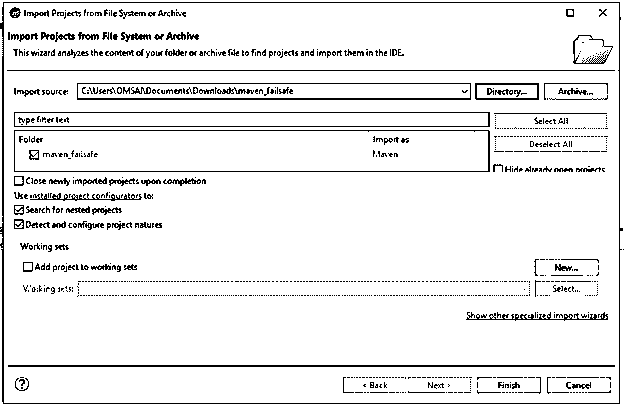 Import Projects from File System or Archive
Import Projects from File System or Archive
This wizard analyzes the content of your folder or archive file to find projects and import them in the IDE.
Import source: C:\Users\OMSAI\Documents\Downloads\maven_failsafe Directory... Archive...
type filter text Select All
Folder Import as Deselect All
maven_failsafe Maven
Hide already open projects
Close newly imported projects upon completion
Use installed project configurators to:
Search for nested projects
Detect and configure project natures
Working sets
Add project to working sets New...
Working sets: Select...
Show other specialized import wizards
? < Back Next > Finish Cancel